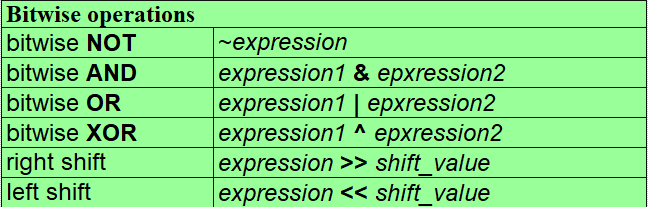 Bitwise operations
bitwise NOT ~expression
bitwise AND expression1 & epxression2
bitwise OR expression1 | epxression2
bitwise XOR expression1 ^ epxression2
right shift expression >> shift_value
left shift expression << shift_value